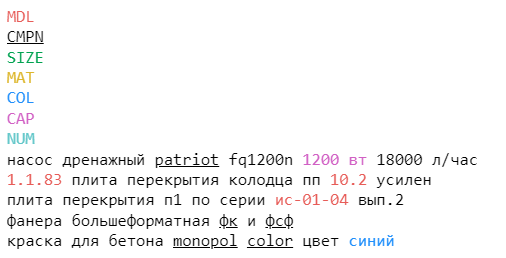 MDL
CMPN
SIZE
MAT
COL
CAP
NUM
насос дренажный patriot fq1200n 1200 вт 18000 л/час
1.1.83 плита перекрытия колодца пп 10.2 усилен
плита перекрытия п1 по серии ис-01-04 вып.2
фанера большеформатная фк и фсф
краска для бетона monopol color цвет синий